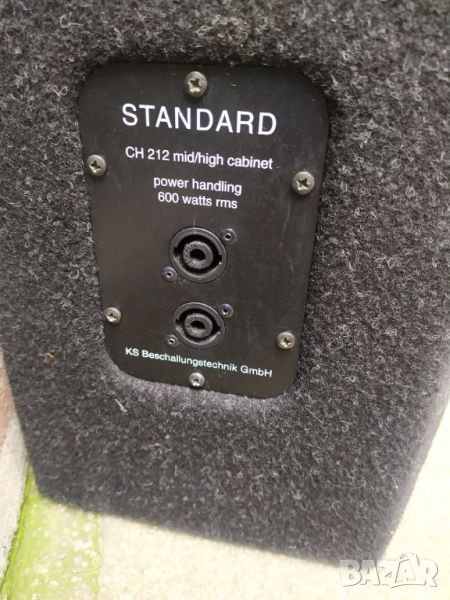 STANDARD
CH 212 mid/high cabinet
power handling
600 watts rms
KS Beschallungstechnik GmbH
BAZAR